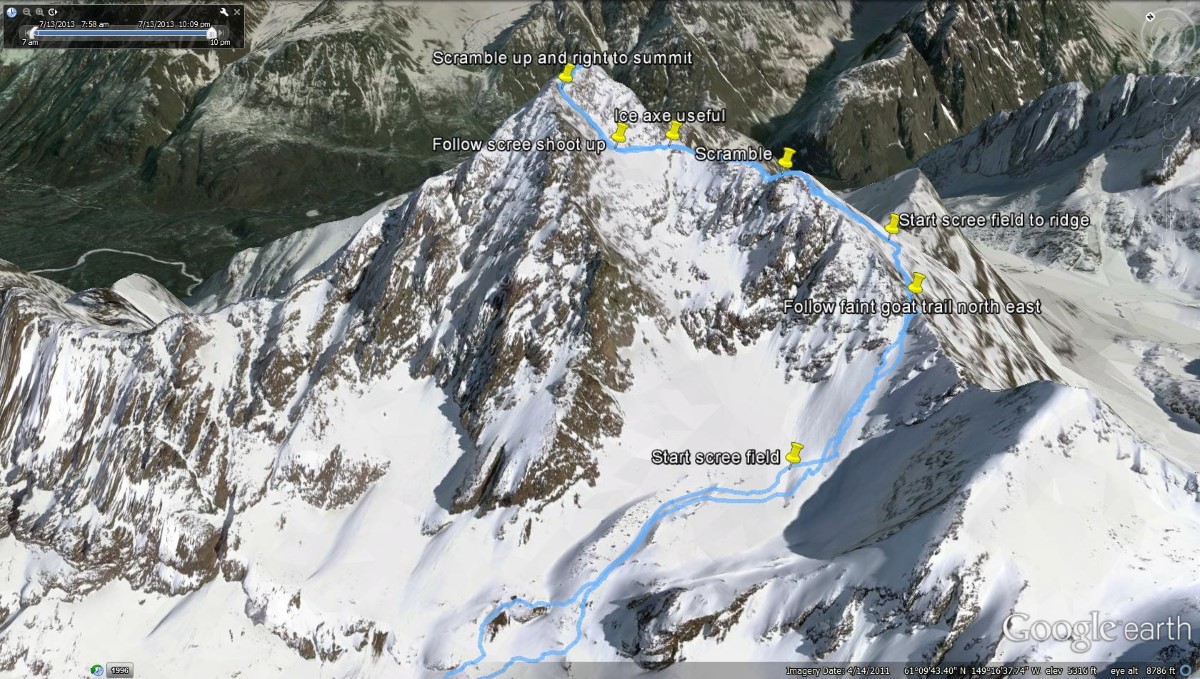 7/13/2013 7:58 am
7/13/2013 10:09 pm
7 am
10 pm
Scramble up and right to summit
Ice axe useful
Follow scree shoot up
Scramble
Start scree field to ridge
Follow faint goat trail north east
Start scree field
Google earth
1996
Imagery Date: 4/14/2011 61°09'43.40" N 149°16'37.74" W elev 5316 ft eye alt 8786 ft